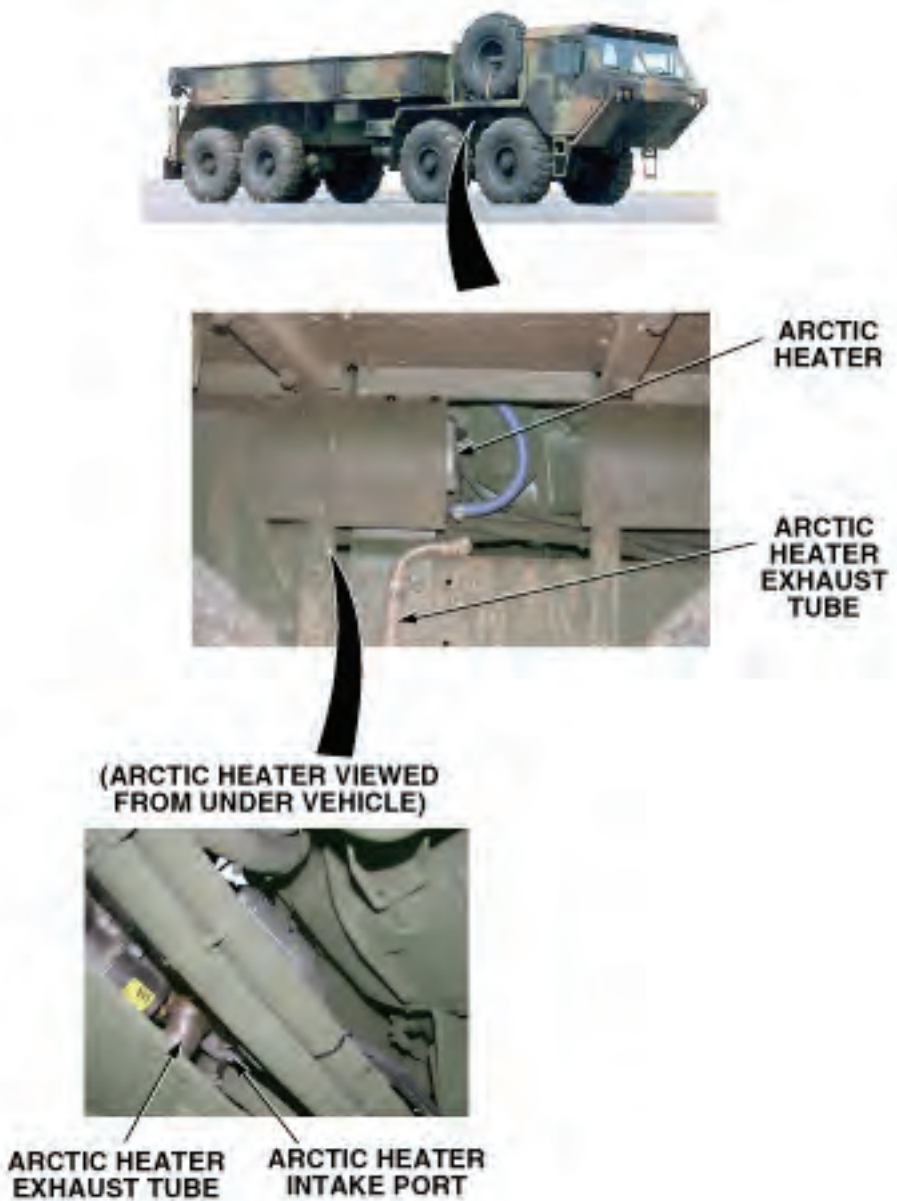 ARCTIC
HEATER
ARCTIC
HEATER
EXHAUST
TUBE
(ARCTIC HEATER VIEWED
FROM UNDER VEHICLE)
ARCTIC HEATER
EXHAUST TUBE
ARCTIC HEATER
INTAKE PORT